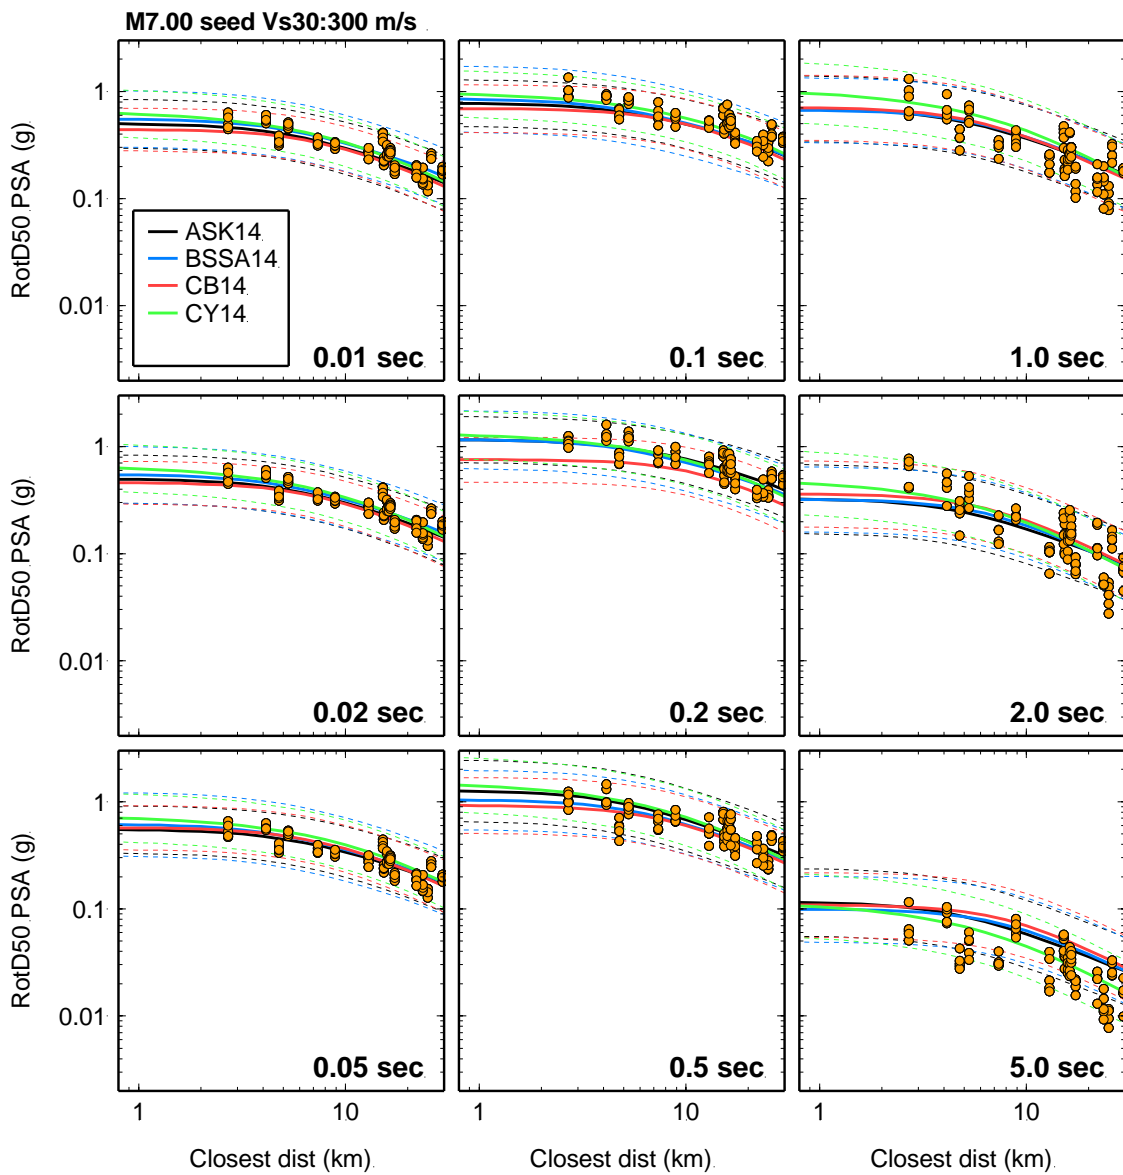 M7.00 seed Vs30:300 m/s
RotD50 PSA (g)
1
0.1
0.01
ASK14
BSSA14
CB14
CY14
0.01 sec
0.1 sec
1.0 sec
RotD50 PSA (g)
1
0.1
0.01
0.02 sec
0.2 sec
2.0 sec
RotD50 PSA (g)
1
0.1
0.01
0.05 sec
0.5 sec
5.0 sec
1 10 1 10 1 10
Closest dist (km) Closest dist (km) Closest dist (km)